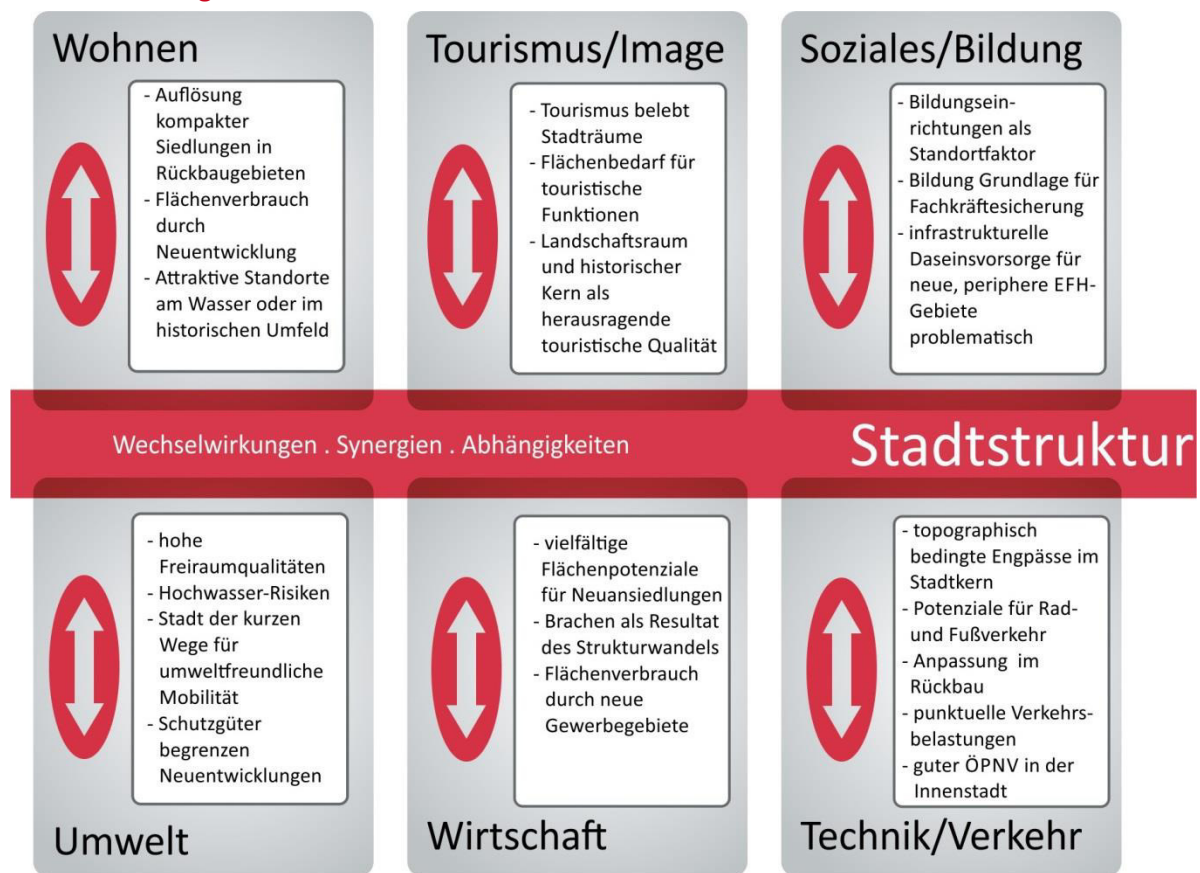 Wohnen
- Auflösung
kompakter
Siedlungen in
Rückbaugebieten
- Flächenverbrauch
durch
Neuentwicklung
- Attraktive Standorte
am Wasser oder im
historischen Umfeld
Tourismus/Image
- Tourismus belebt
Stadträume
- Flächenbedarf für
touristische
Funktionen
- Landschaftsraum
und historischer
Kern als
herausragende
touristische Qualität
Soziales/Bildung
- Bildungsein-
richtungen als
Standortfaktor
- Bildung Grundlage für
Fachkräftesicherung
- infrastrukturelle
Daseinsvorsorge für
neue, periphere EFH-
Gebiete
problematisch
Wechselwirkungen . Synergien . Abhängigkeiten
Stadtstruktur
- hohe
Freiraumqualitäten
- Hochwasser-Risiken
- Stadt der kurzen
Wege für
umweltfreundliche
Mobilität
- Schutzgüter
begrenzen
Neuentwicklungen
Umwelt
- vielfältige
Flächenpotenziale
für Neuansiedlungen
- Brachen als Resultat
des Strukturwandels
- Flächenverbrauch
durch neue
Gewerbegebiete
Wirtschaft
- topographisch
bedingte Engpässe im
Stadtkern
- Potenziale für Rad-
und Fußverkehr
- Anpassung im
Rückbau
- punktuelle Verkehrs-
belastungen
- guter ÖPNV in der
Innenstadt
Technik/Verkehr